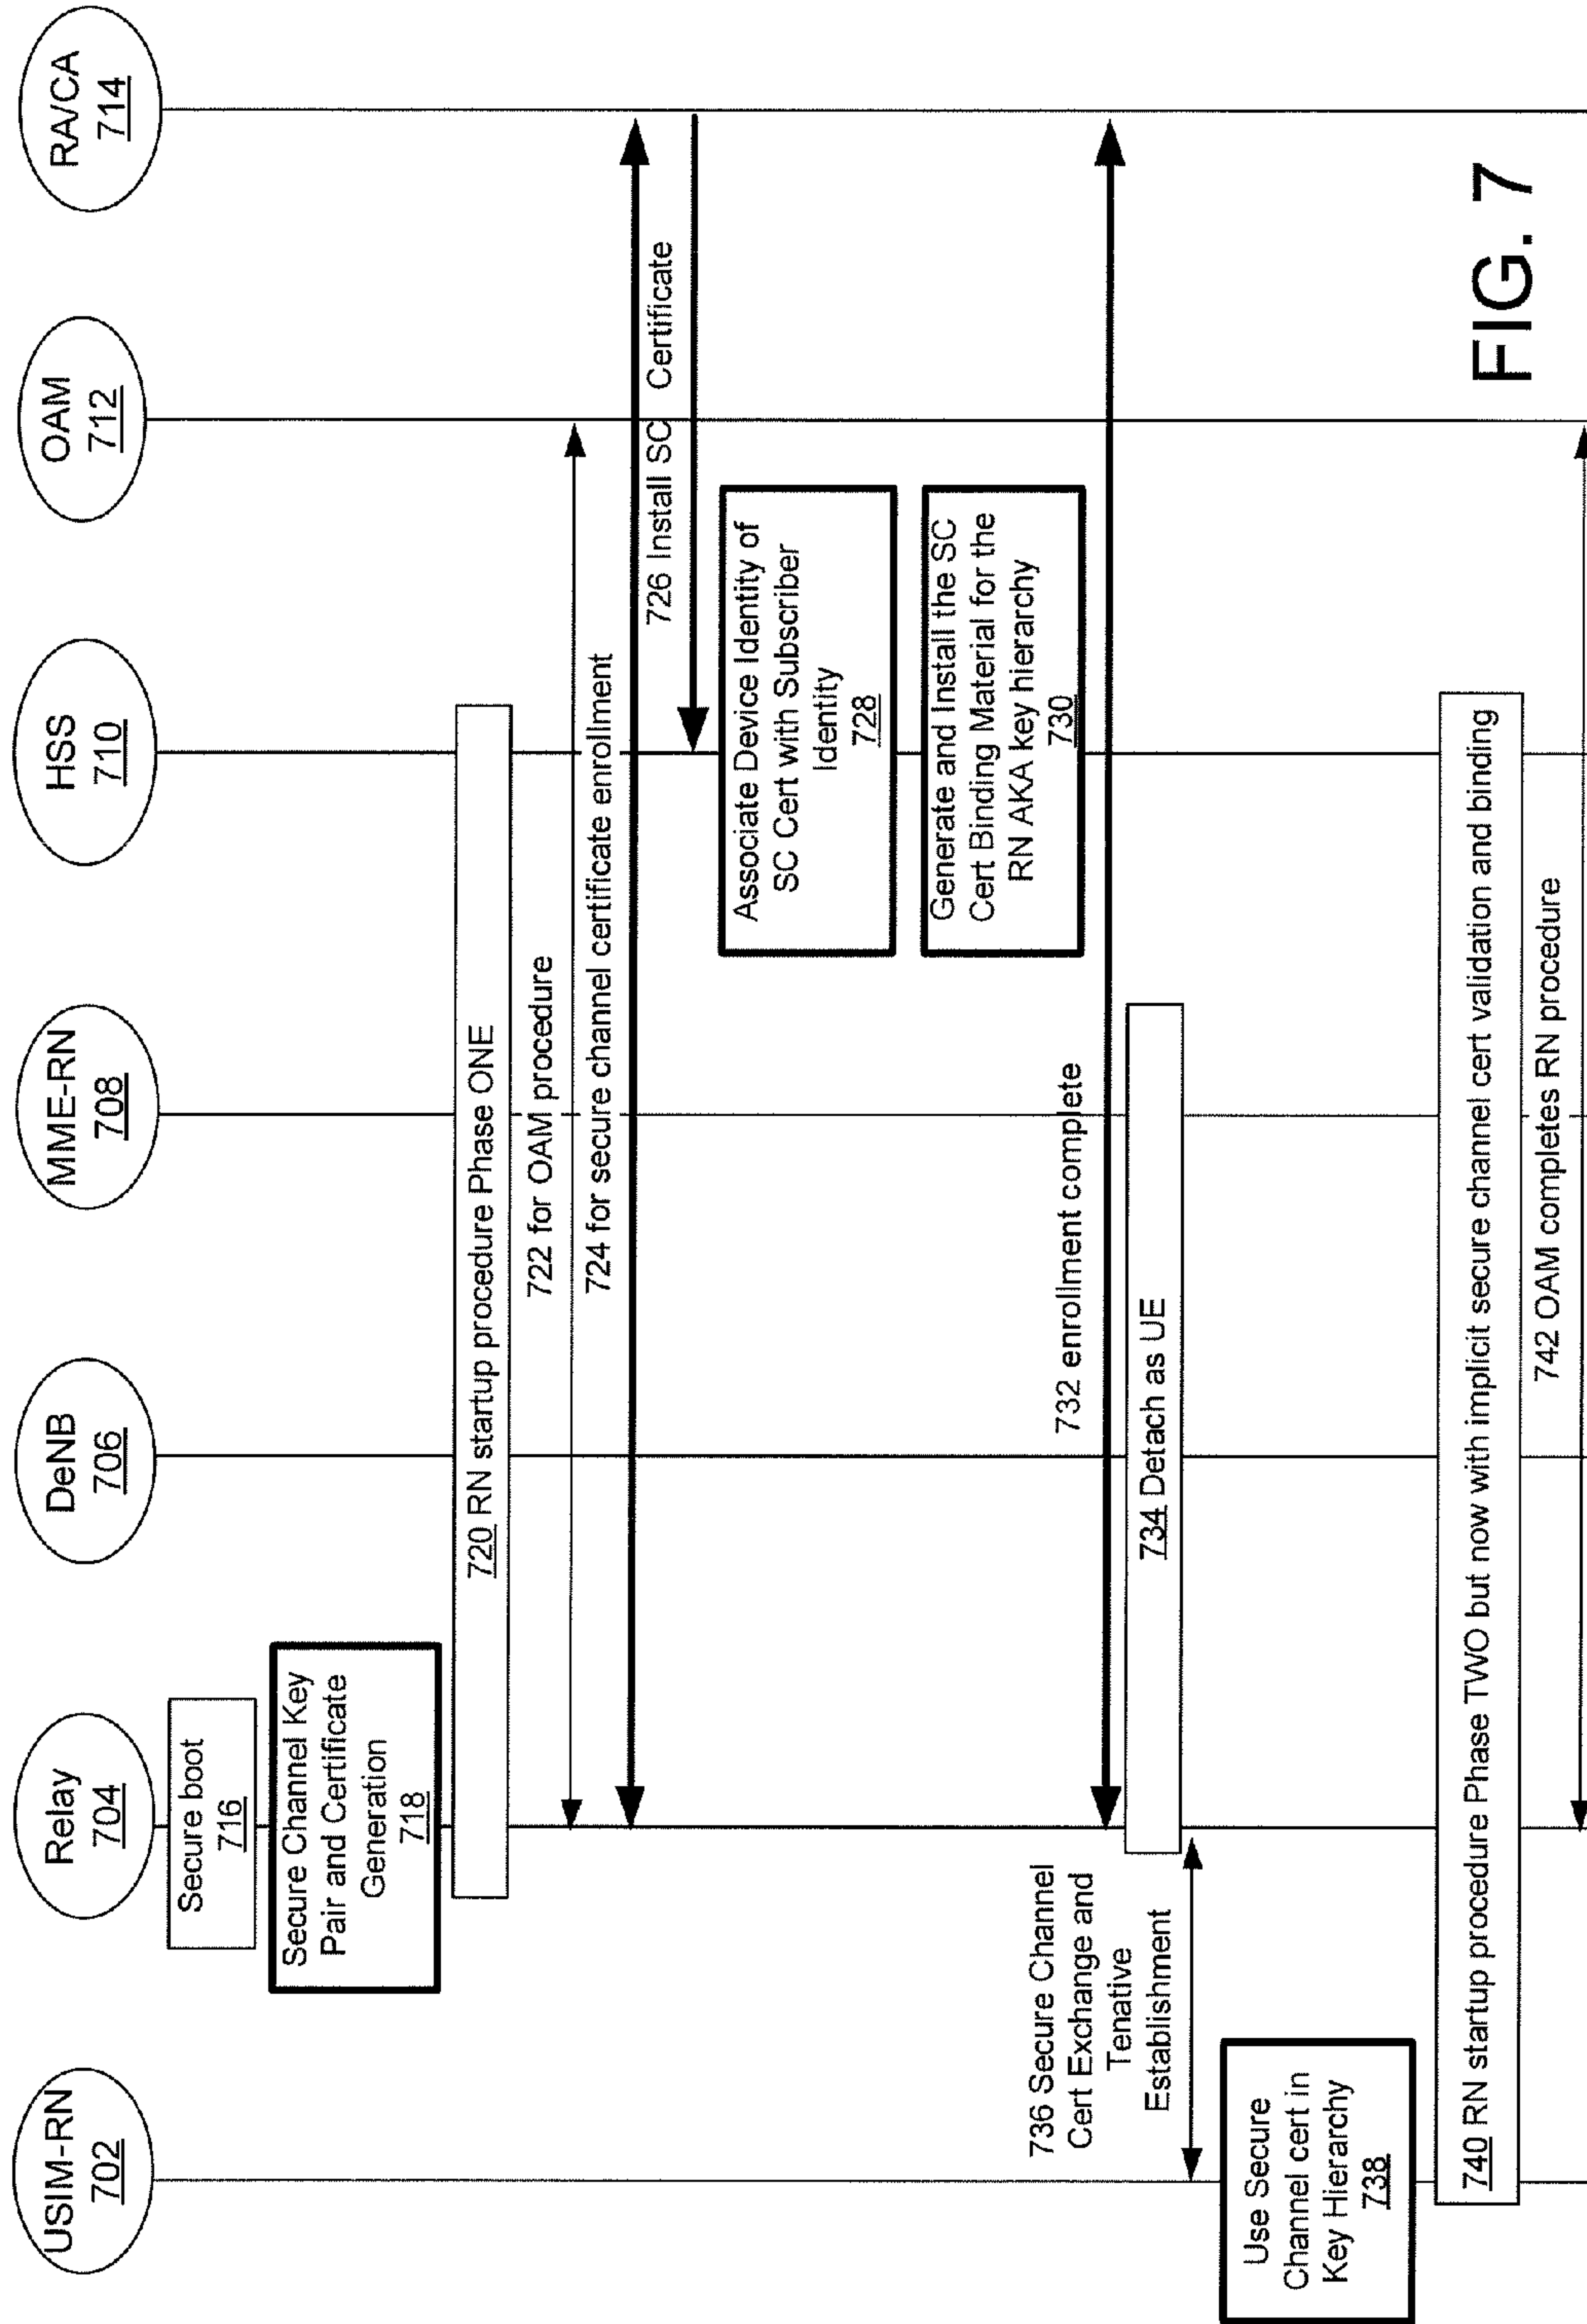 USIM-RN
702
Relay
704
DeNB
706
MME-RN
708
HSS
710
OAM
712
RA/CA
714
Secure boot
716
Secure Channel Key
Pair and Certificate
Generation
718
720 RN startup procedure Phase ONE
722 for OAM procedure
724 for secure channel certificate enrollment
726 Install SC Certificate
Associate Device Identity of
SC Cert with Subscriber
Identity
728
Generate and Install the SC
Cert Binding Material for the
RN AKA key hierarchy
730
732 enrollment complete
734 Detach as UE
736 Secure Channel
Cert Exchange and
Tenative
Establishment
Use Secure
Channel cert in
Key Hierarchy
738
740 RN startup procedure Phase TWO but now with implicit secure channel cert validation and binding
742 OAM completes RN procedure
FIG. 7